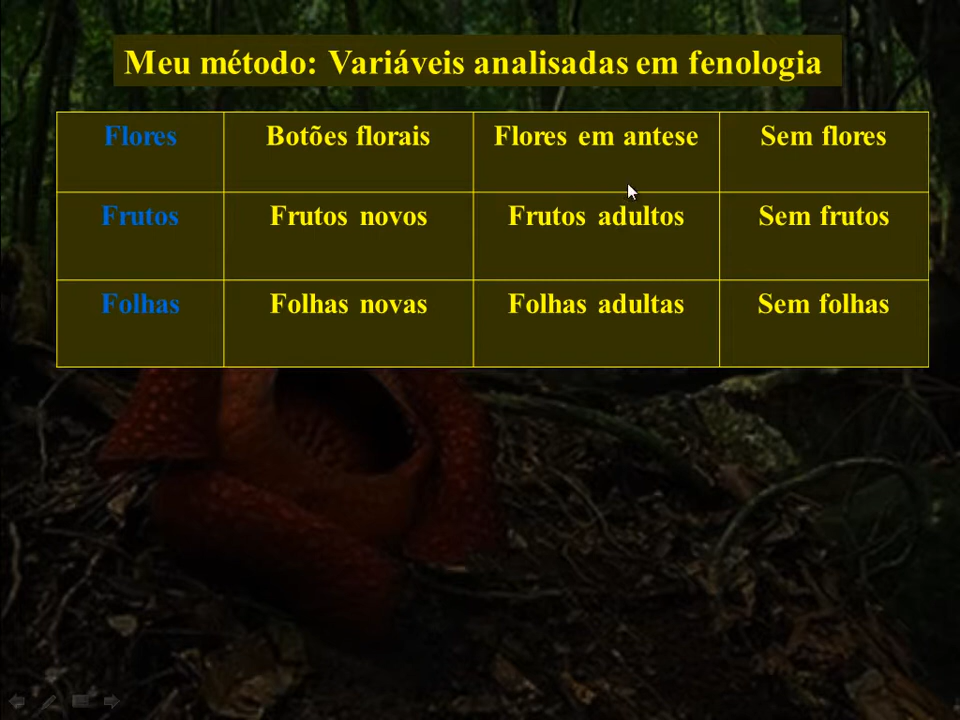 Meu método: Variáveis analisadas em fenologia
Flores Botões florais Flores em antese Sem flores
Frutos Frutos novos Frutos adultos Sem frutos
Folhas Folhas novas Folhas adultas Sem folhas